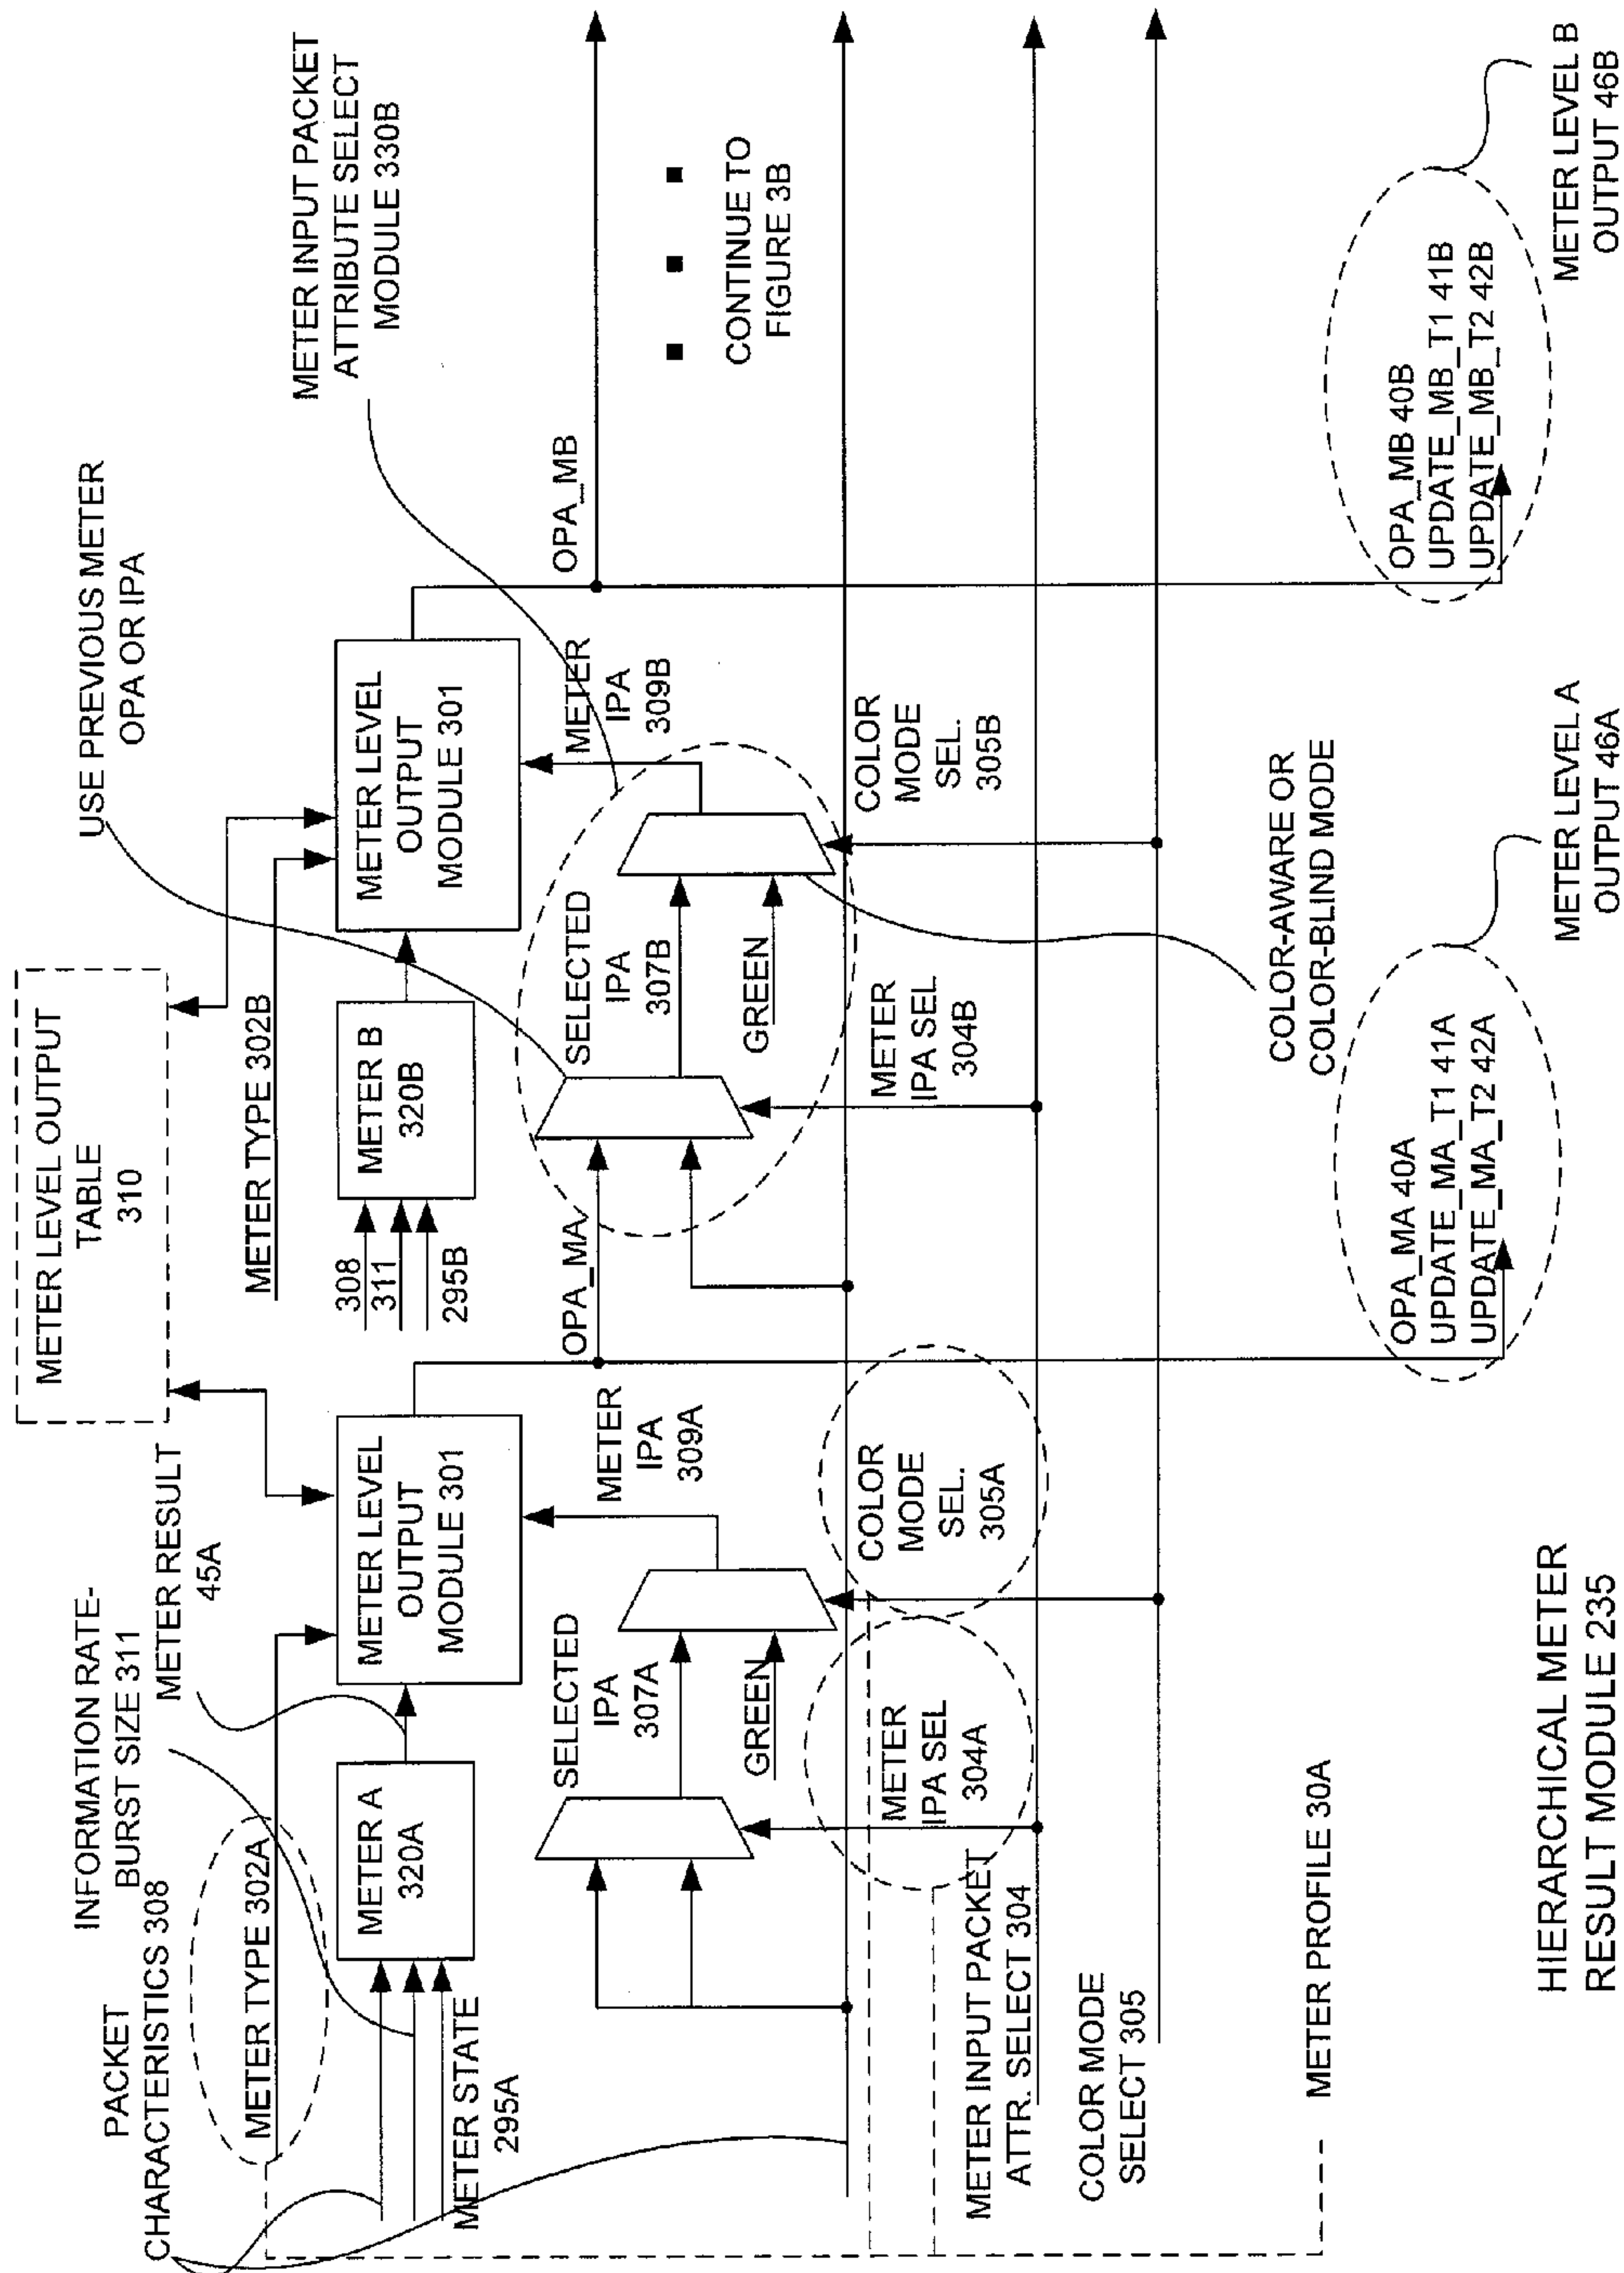 METER LEVEL OUTPUT
TABLE
310
USE PREVIOUS METER
OPA OR IPA
METER INPUT PACKET
ATTRIBUTE SELECT
MODULE 330B
PACKET
CHARACTERISTICS 308
INFORMATION RATE-
BURST SIZE 311
METER RESULT
45A
METER TYPE 302A
METER A
320A
METER STATE
295A
METER LEVEL
OUTPUT
MODULE 301
METER
IPA
309A
SELECTED
IPA
307A
GREEN
METER
IPA SEL
304A
COLOR
MODE
SEL.
305A
OPA_MA
METER TYPE 302B
308
311
295B
METER B
320B
METER LEVEL
OUTPUT
MODULE 301
METER
IPA
309B
SELECTED
IPA
307B
GREEN
METER
IPA SEL
304B
COLOR
MODE
SEL.
305B
OPA_MB
CONTINUE TO
FIGURE 3B
METER INPUT PACKET
ATTR. SELECT 304
COLOR MODE
SELECT 305
METER PROFILE 30A
COLOR-AWARE OR
COLOR-BLIND MODE
OPA_MA 40A
UPDATE_MA_T1 41A
UPDATE_MA_T2 42A
METER LEVEL A
OUTPUT 46A
OPA_MB 40B
UPDATE_MB_T1 41B
UPDATE_MB_T2 42B
METER LEVEL B
OUTPUT 46B
HIERARCHICAL METER
RESULT MODULE 235